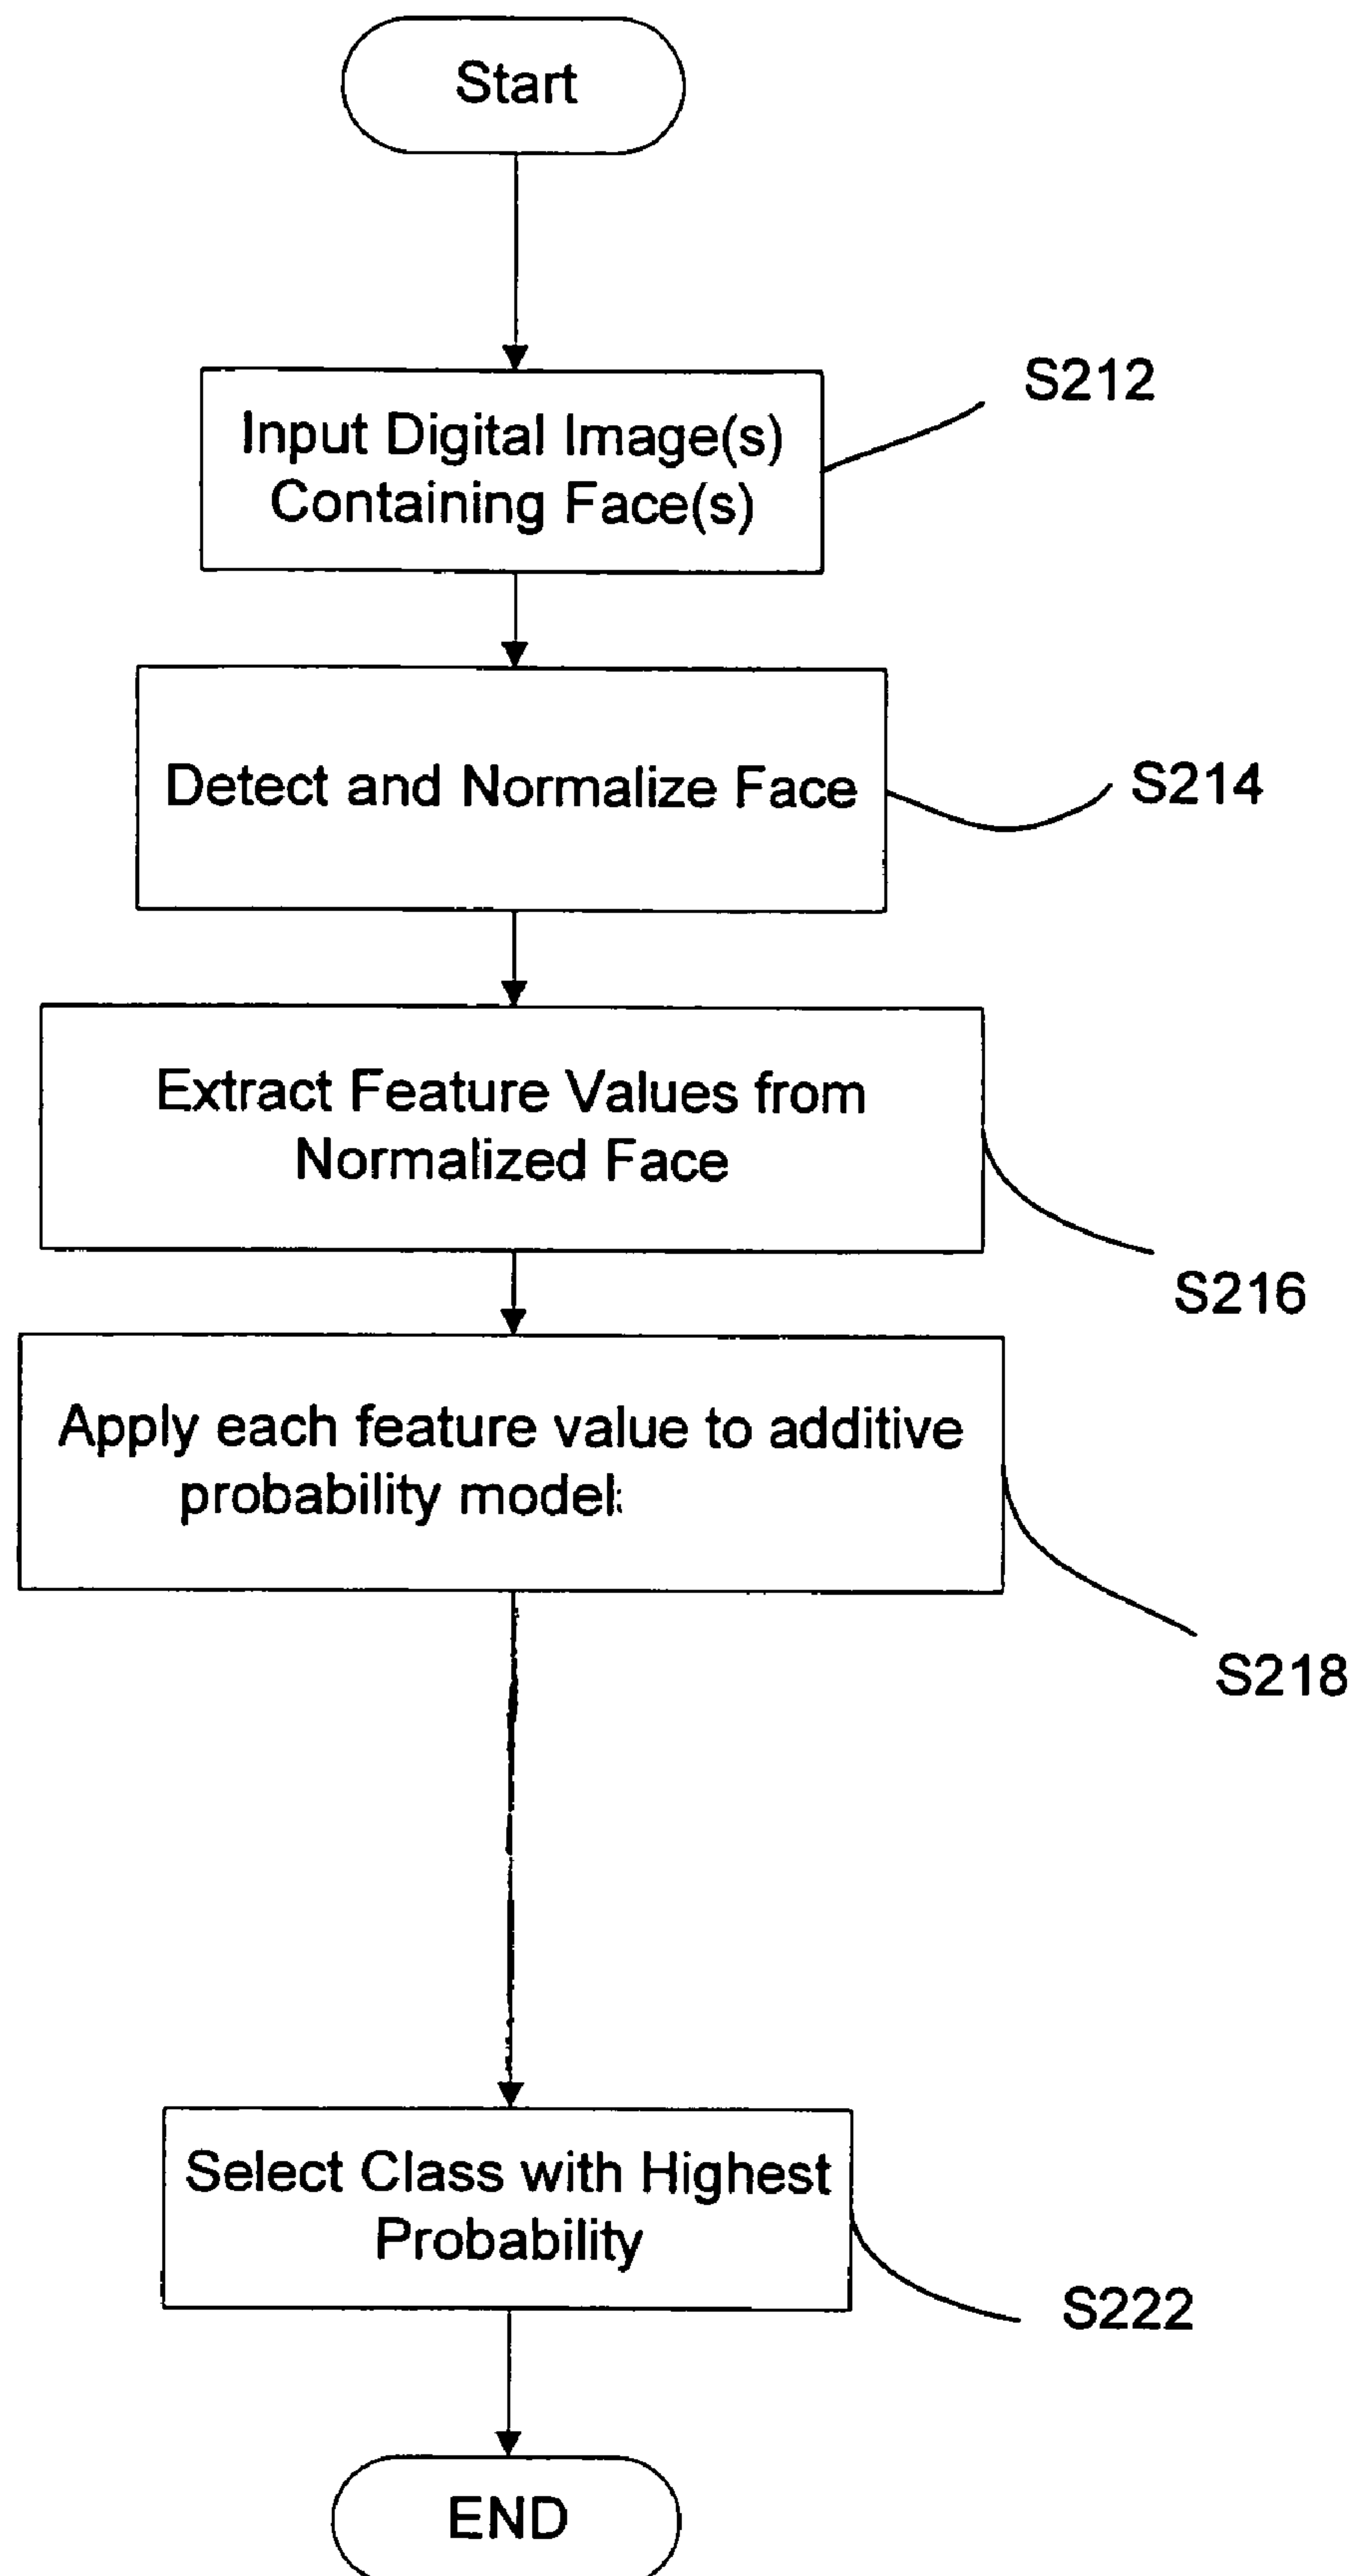 Start
S212
Input Digital Image(s)
Containing Face(s)
Detect and Normalize Face
S214
Extract Feature Values from
Normalized Face
S216
Apply each feature value to additive
probability model
S218
Select Class with Highest
Probability
S222
END